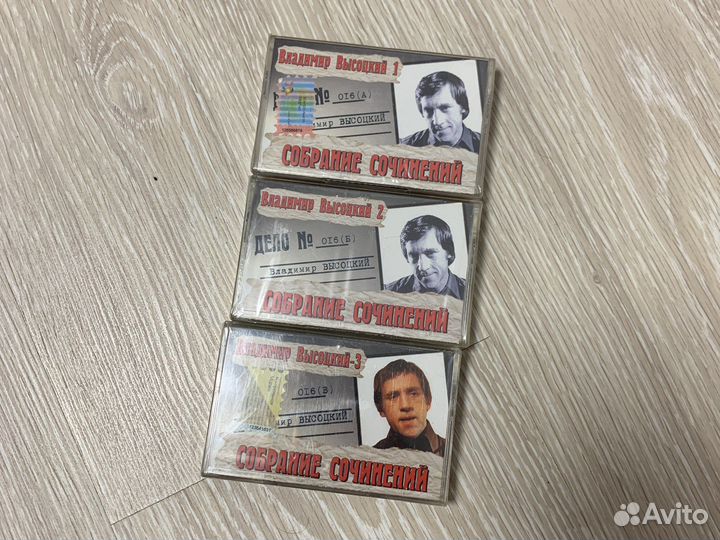 Владимир Высоцкий 1
№ 016(А)
ВЫСОЦКИЙ
СОБРАНИЕ СОЧИНЕНИЙ
Владимир Высоцкий 2
ДЕЛО № 016(Б)
Владимир ВЫСОЦКИЙ
СОБРАНИЕ СОЧИНЕНИЙ
Владимир Высоцкий-3
016(В)
ВЫСОЦКИЙ
СОБРАНИЕ СОЧИНЕНИЙ
Avito